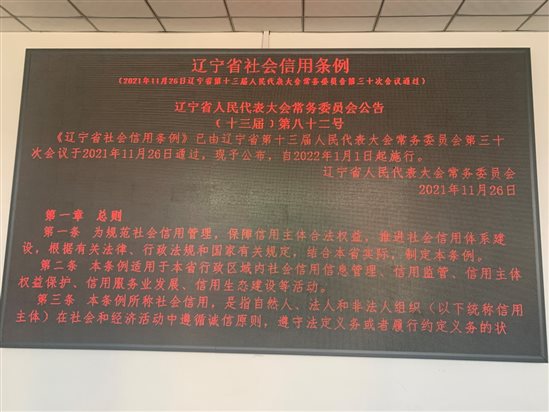 辽宁省社会信用条例
（2021年11月26日辽宁省第十三届人民代表大会常务委员会第三十次会议通过）
辽宁省人民代表大会常务委员会公告
（十三届）第八十二号
《辽宁省社会信用条例》已由辽宁省第十三届人民代表大会常务委员会第三十
次会议于2021年11月26日通过，现予公布，自2022年1月1日起施行。
辽宁省人民代表大会常务委员会
2021年11月26日
第一章 总则
第一条 为规范社会信用管理，保障信用主体合法权益，推进社会信用体系建
设，根据有关法律、行政法规和国家有关规定，结合本省实际，制定本条例。
第二条 本条例适用于本省行政区域内社会信用信息管理、信用监管、信用主体
权益保护、信用服务业发展、信用生态建设等活动。
第三条 本条例所称社会信用，是指自然人、法人和非法人组织（以下统称信用
主体）在社会和经济活动中遵循诚信原则，遵守法定义务或者履行约定义务的状